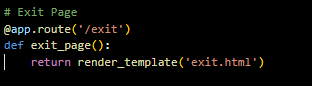 # Exit Page
@app.route('/exit')
def exit_page():
    return render_template('exit.html')